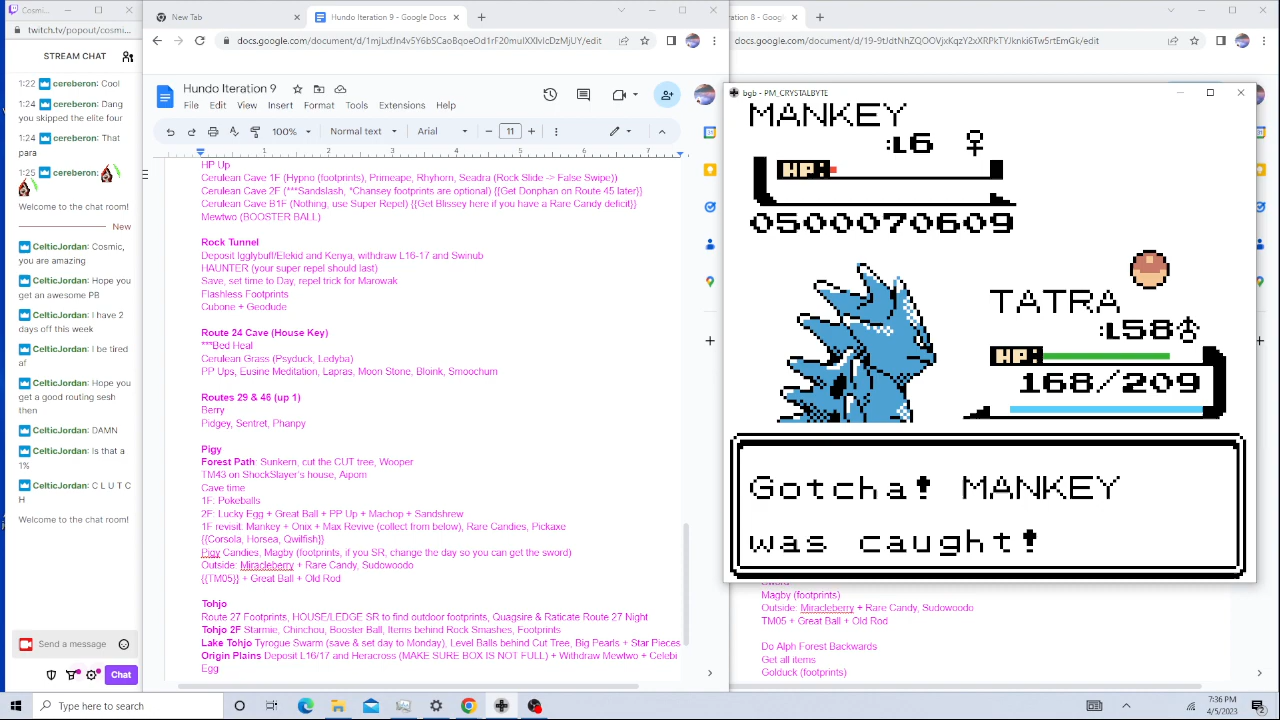 twitch.tv/popout/cosmi...
STREAM CHAT
1:22 cereberon: Cool
1:24 cereberon: Dang
you skipped the elite four
1:24 cereberon: That
para
1:25 cereberon:
Welcome to the chat room!
New
CelticJordan: Cosmic,
you are amazing
CelticJordan: Hope you
get an awesome PB
CelticJordan: I have 2
days off this week
CelticJordan: I be tired
af
CelticJordan: Hope you
get a good routing sesh
then
CelticJordan: DAMN
CelticJordan: Is that a
1%
CelticJordan: C L U T C
H
Welcome to the chat room!
Send a message
Chat
New Tab
Hundo Iteration 9 - Google Docs
Hundo Iteration 9
File Edit View Insert Format Tools Extensions Help
100% Normal text Arial 11
1 2 3 4 5 6 7
HP Up
Cerulean Cave 1F (Hypno (footprints), Primeape, Rhyhorn, Seadra (Rock Slide -> False Swipe))
Cerulean Cave 2F (***Sandslash, *Chansey footprints are optional) {{Get Donphan on Route 45 later}}
Cerulean Cave B1F (Nothing, use Super Repel) {{Get Blissey here if you have a Rare Candy deficit}}
Mewtwo (BOOSTER BALL)
Rock Tunnel
Deposit Igglybuff/Elekid and Kenya, withdraw L16-17 and Swinub
HAUNTER (your super repel should last)
Save, set time to Day, repel trick for Marowak
Flashless Footprints
Cubone + Geodude
Route 24 Cave (House Key)
***Bed Heal
Cerulean Grass (Psyduck, Ledyba)
PP Ups, Eusine Meditation, Lapras, Moon Stone, Bloink, Smoochum
Routes 29 & 46 (up 1)
Berry
Pidgey, Sentret, Phanpy
Pigy
Forest Path: Sunkern, cut the CUT tree, Wooper
TM43 on ShockSlayer's house, Aipom
Cave time
1F: Pokeballs
2F: Lucky Egg + Great Ball + PP Up + Machop + Sandshrew
1F revisit: Mankey + Onix + Max Revive (collect from below), Rare Candies, Pickaxe
{{Corsola, Horsea, Qwilfish}}
Pigy Candies, Magby (footprints, if you SR, change the day so you can get the sword)
Outside: Miracleberry + Rare Candy, Sudowoodo
{{TM05}} + Great Ball + Old Rod
Tohjo
Route 27 Footprints, HOUSE/LEDGE SR to find outdoor footprints, Quagsire & Raticate Route 27 Night
Tohjo 2F Starmie, Chinchou, Booster Ball, Items behind Rock Smashes, Footprints
Lake Tohjo Tyrogue Swarm (save & set day to Monday), Level Balls behind Cut Tree, Big Pearls + Star Pieces
Origin Plains Deposit L16/17 and Heracross (MAKE SURE BOX IS NOT FULL) + Withdraw Mewtwo + Celebi
Egg
bgb - PM_CRYSTALBYTE
MANKEY
:L6 ♀
HP:
0500070609
TATRA
:L58♂
HP:
168/209
Gotcha! MANKEY
was caught!
Magby (footprints)
Outside: Miracleberry + Rare Candy, Sudowoodo
TM05 + Great Ball + Old Rod
Do Alph Forest Backwards
Get all items
Golduck (footprints)
Type here to search
7:36 PM
4/5/2023